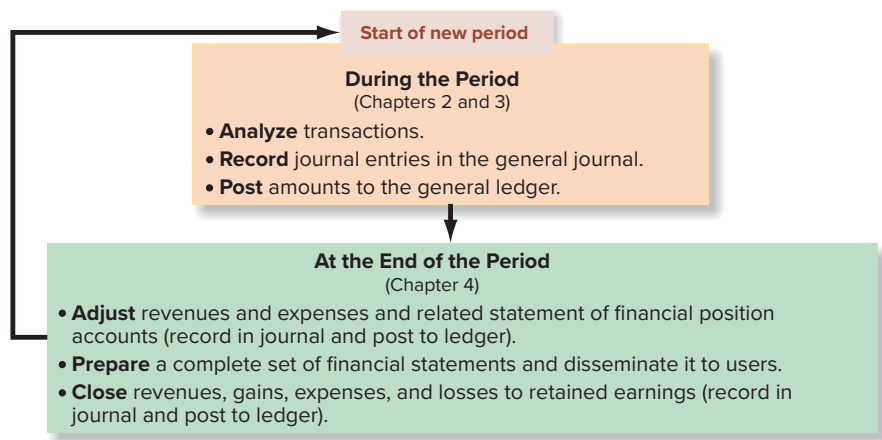 Start of new period
During the Period
(Chapters 2 and 3)
• Analyze transactions.
• Record journal entries in the general journal.
• Post amounts to the general ledger.
At the End of the Period
(Chapter 4)
• Adjust revenues and expenses and related statement of financial position
accounts (record in journal and post to ledger).
• Prepare a complete set of financial statements and disseminate it to users.
• Close revenues, gains, expenses, and losses to retained earnings (record in
journal and post to ledger).